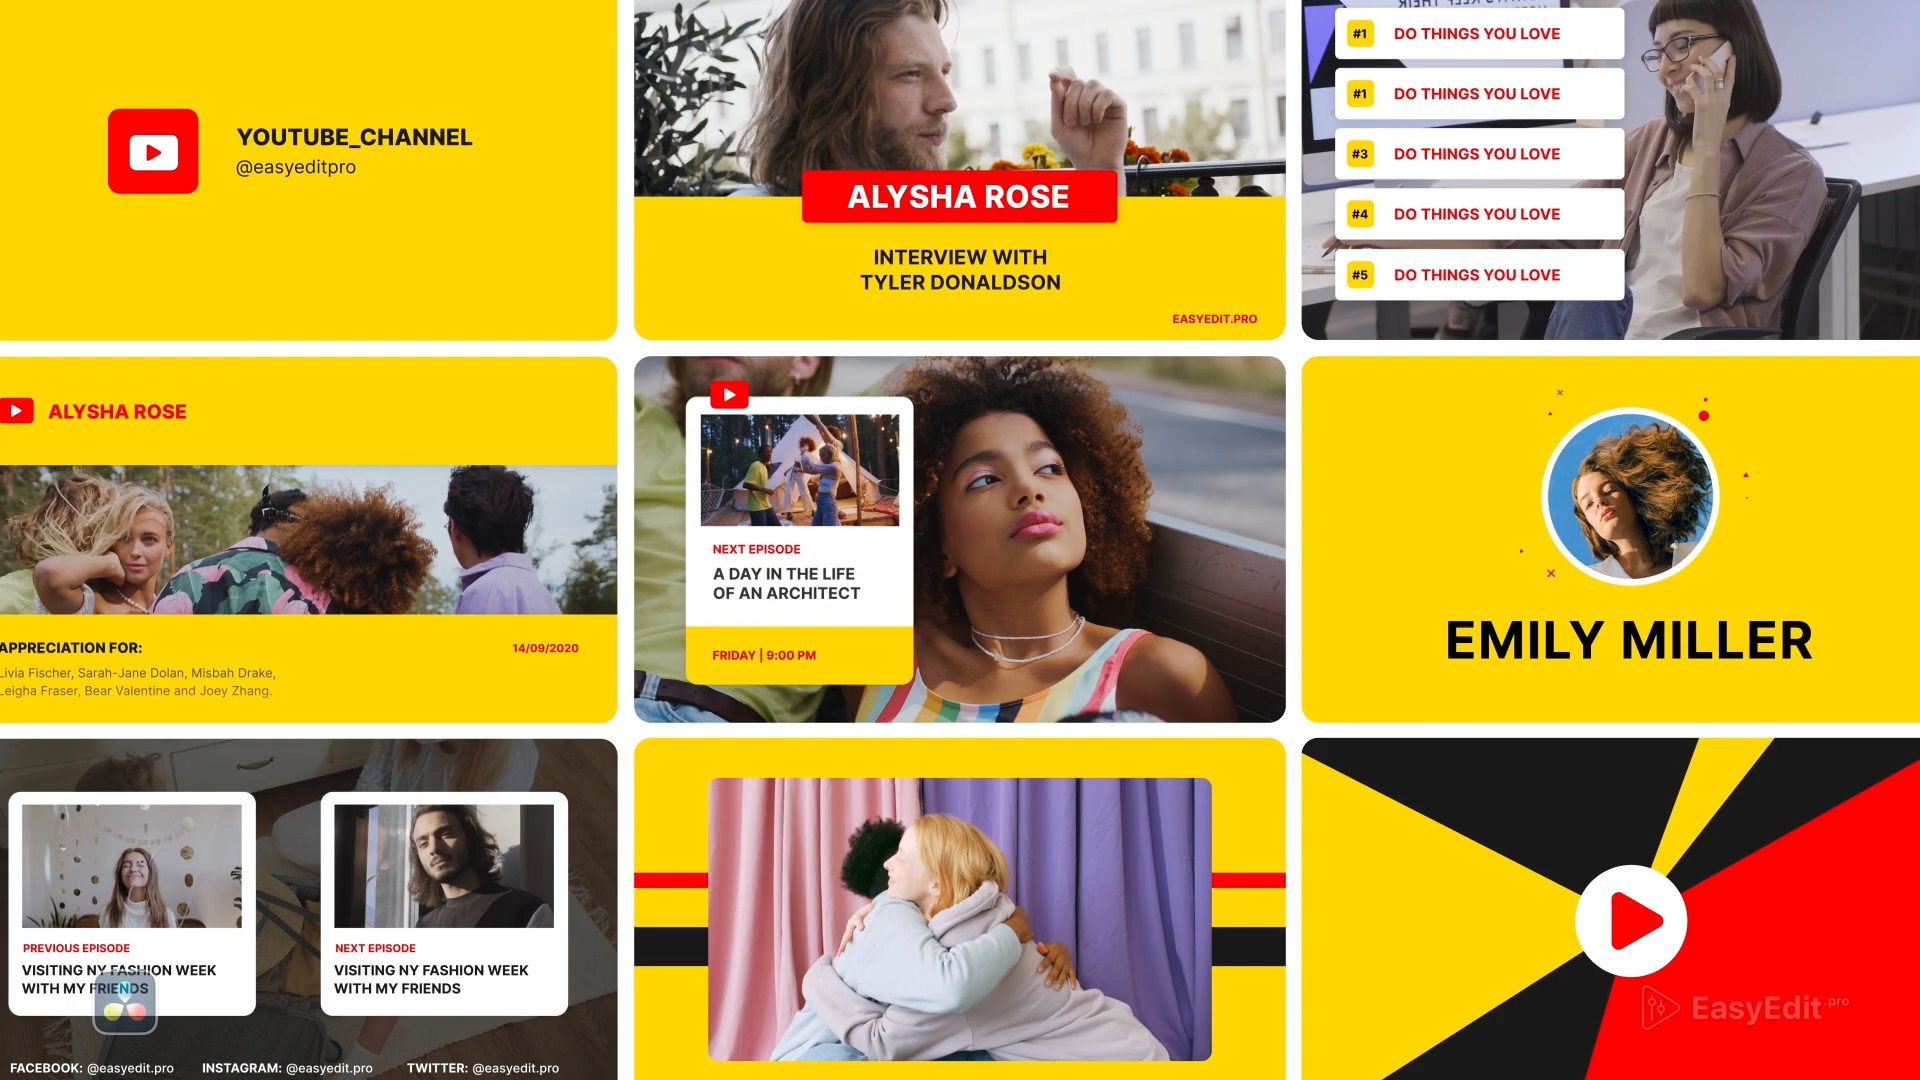 YOUTUBE_CHANNEL
@easyeditpro
ALYSHA ROSE
INTERVIEW WITH
TYLER DONALDSON
EASYEDIT.PRO
#1 DO THINGS YOU LOVE
#1 DO THINGS YOU LOVE
#3 DO THINGS YOU LOVE
#4 DO THINGS YOU LOVE
#5 DO THINGS YOU LOVE
ALYSHA ROSE
APPRECIATION FOR:
14/09/2020
Livia Fischer, Sarah-Jane Dolan, Misbah Drake,
Leigha Fraser, Bear Valentine and Joey Zhang.
NEXT EPISODE
A DAY IN THE LIFE
OF AN ARCHITECT
FRIDAY | 9:00 PM
EMILY MILLER
PREVIOUS EPISODE
VISITING NY FASHION WEEK
WITH MY FRIENDS
NEXT EPISODE
VISITING NY FASHION WEEK
WITH MY FRIENDS
FACEBOOK: @easyedit.pro INSTAGRAM: @easyedit.pro TWITTER: @easyedit.pro
EasyEdit.pro